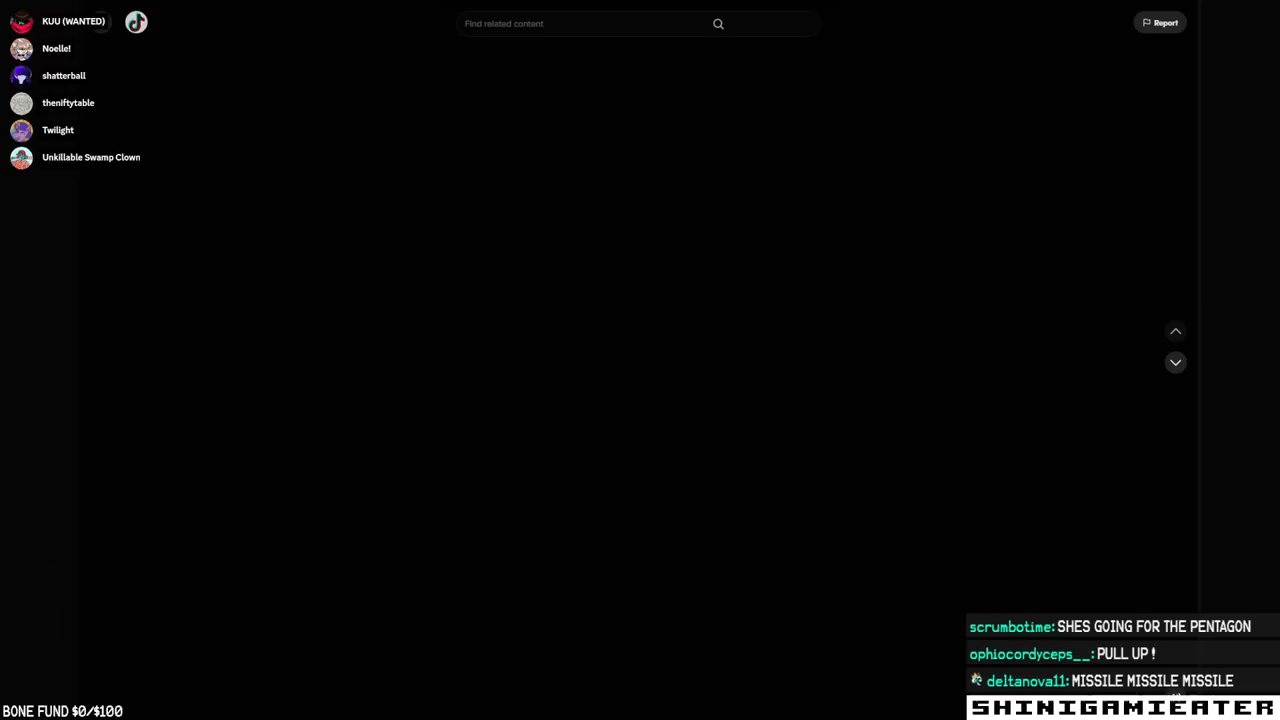 KUU (WANTED)
Find related content
Report
Noelle!
shatterball
theniftytable
Twilight
Unkillable Swamp Clown
scrumbotime: SHES GOING FOR THE PENTAGON
ophiocordyceps__: PULL UP!
deltanova11: MISSILE MISSILE MISSILE
BONE FUND $0/$100
SHINIGAMIEATER